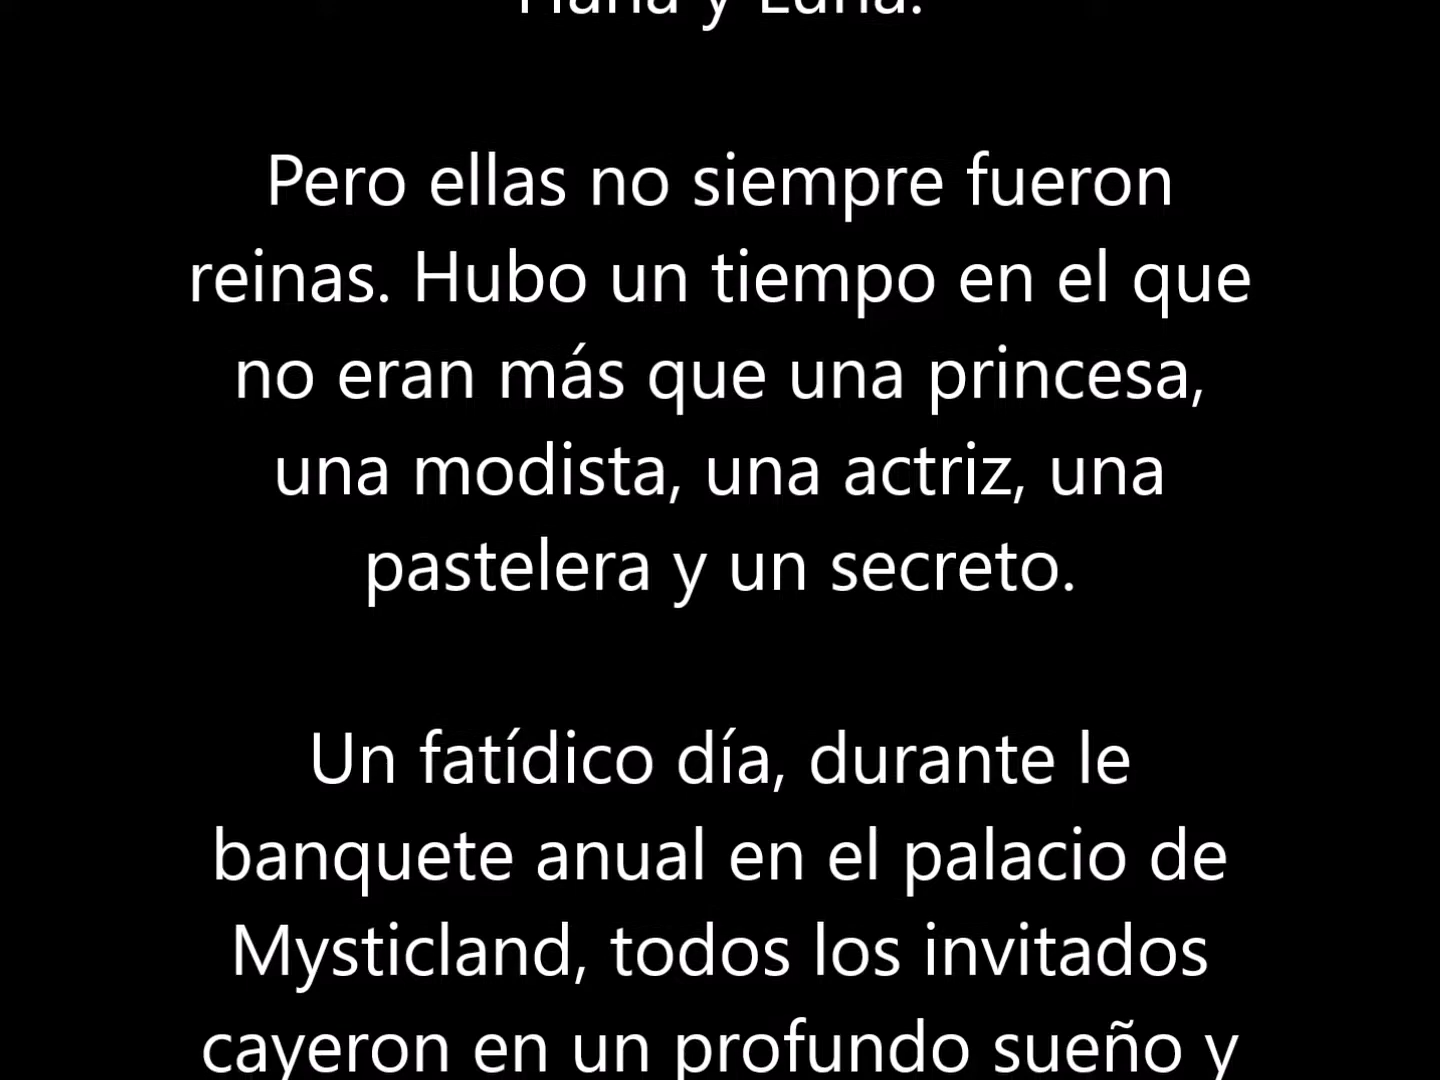 y Luna.
Pero ellas no siempre fueron
reinas. Hubo un tiempo en el que
no eran más que una princesa,
una modista, una actriz, una
pastelera y un secreto.
Un fatídico día, durante le
banquete anual en el palacio de
Mysticland, todos los invitados
cayeron en un profundo sueño y